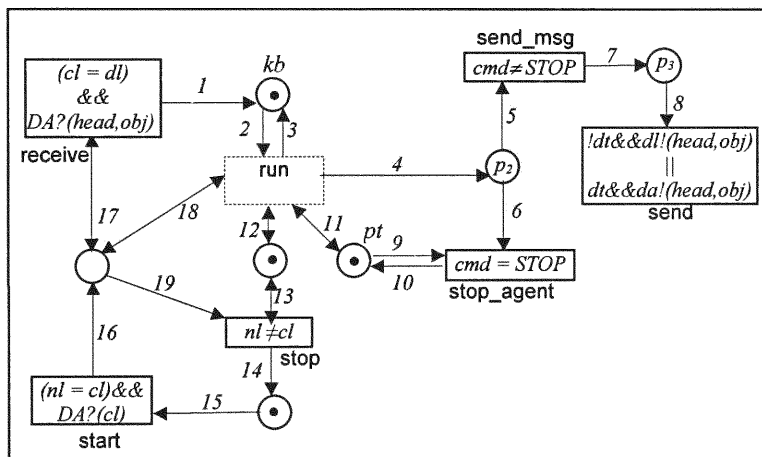 send_msg
(cl = dl)
&&
DA?(head,obj)
receive
1
kb
2
3
run
4
cmd≠STOP
7
p3
5
8
p2
!dt&&dl!(head,obj)
||
dt&&da!(head,obj)
send
17
18
6
12
11
pt
9
10
cmd = STOP
stop_agent
19
13
16
nl ≠cl
stop
14
(nl = cl)&&
DA?(cl)
start
15